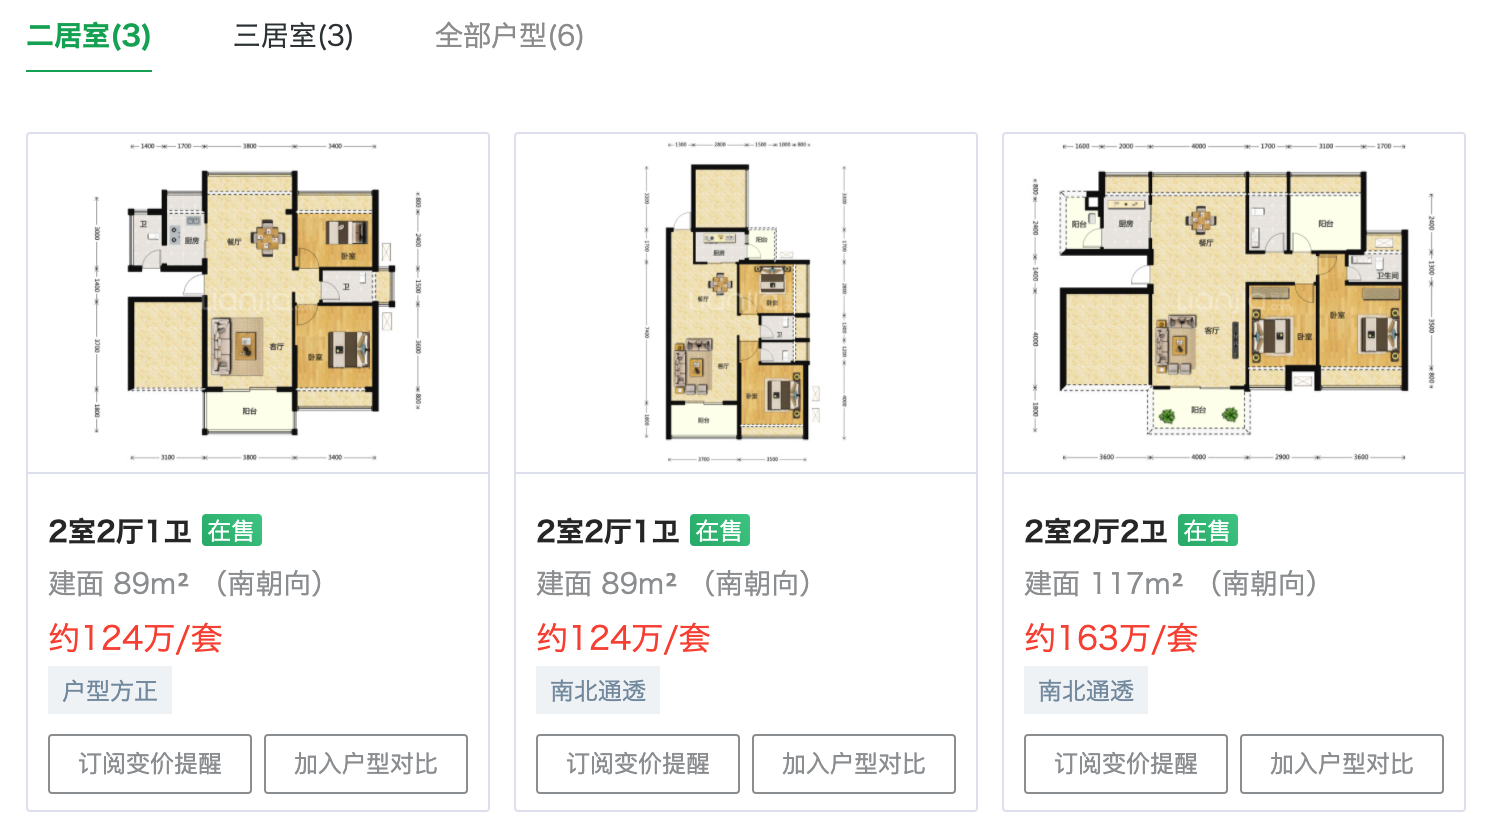 二居室(3) 三居室(3) 全部户型(6)
1400 1700 3800 3400
卫 厨房 餐厅 卧室
卫
客厅 卧室
阳台
3100 3800 3400
1300 2800 1500 1000 800
厨房 阳台
餐厅 卧室
卫
客厅 卧室
阳台
3700 3500
1600 2000 4000 1700 3100 1700
阳台 厨房 餐厅 阳台
卫生间
客厅 卧室 卧室
阳台
3600 4000 2900 3600
2室2厅1卫 在售
建面 89m² （南朝向）
约124万/套
户型方正
订阅变价提醒 加入户型对比
2室2厅1卫 在售
建面 89m² （南朝向）
约124万/套
南北通透
订阅变价提醒 加入户型对比
2室2厅2卫 在售
建面 117m² （南朝向）
约163万/套
南北通透
订阅变价提醒 加入户型对比